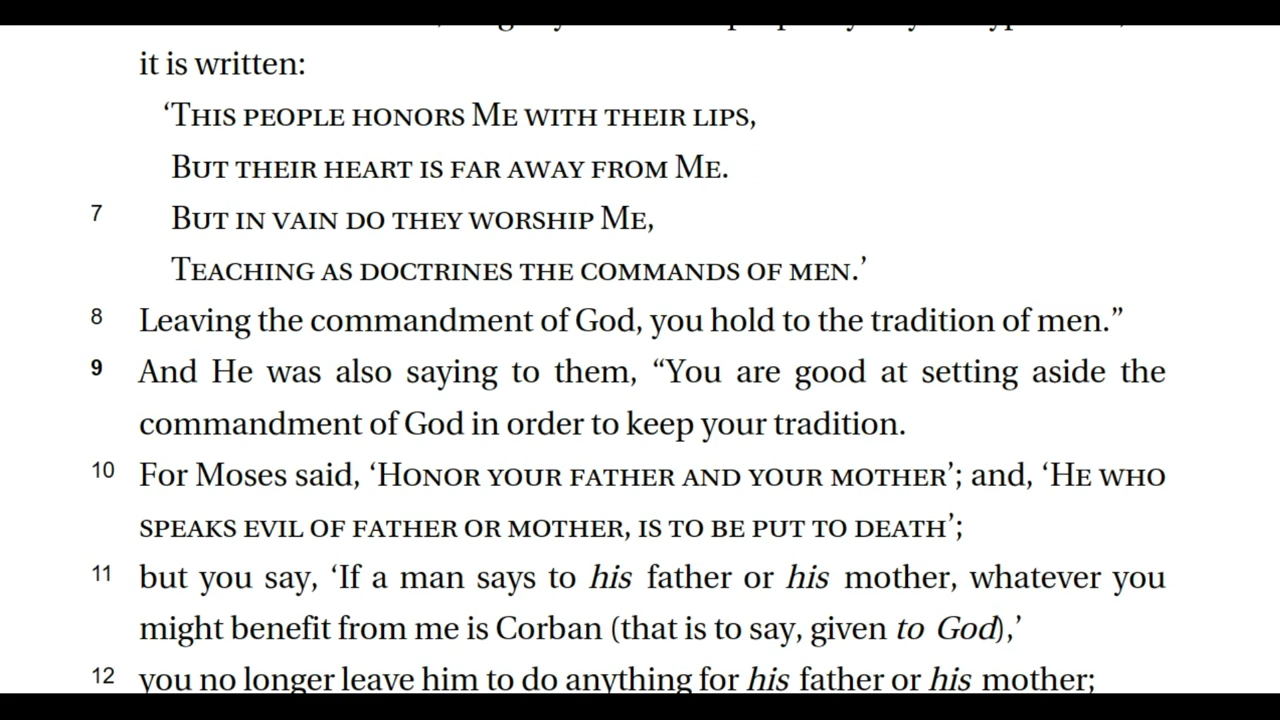 it is written:
‘THIS PEOPLE HONORS ME WITH THEIR LIPS,
BUT THEIR HEART IS FAR AWAY FROM ME.
7 BUT IN VAIN DO THEY WORSHIP ME,
TEACHING AS DOCTRINES THE COMMANDS OF MEN.’
8 Leaving the commandment of God, you hold to the tradition of men.”
9 And He was also saying to them, “You are good at setting aside the
commandment of God in order to keep your tradition.
10 For Moses said, ‘HONOR YOUR FATHER AND YOUR MOTHER’; and, ‘HE WHO
SPEAKS EVIL OF FATHER OR MOTHER, IS TO BE PUT TO DEATH’;
11 but you say, ‘If a man says to his father or his mother, whatever you
might benefit from me is Corban (that is to say, given to God),’
12 you no longer leave him to do anything for his father or his mother;